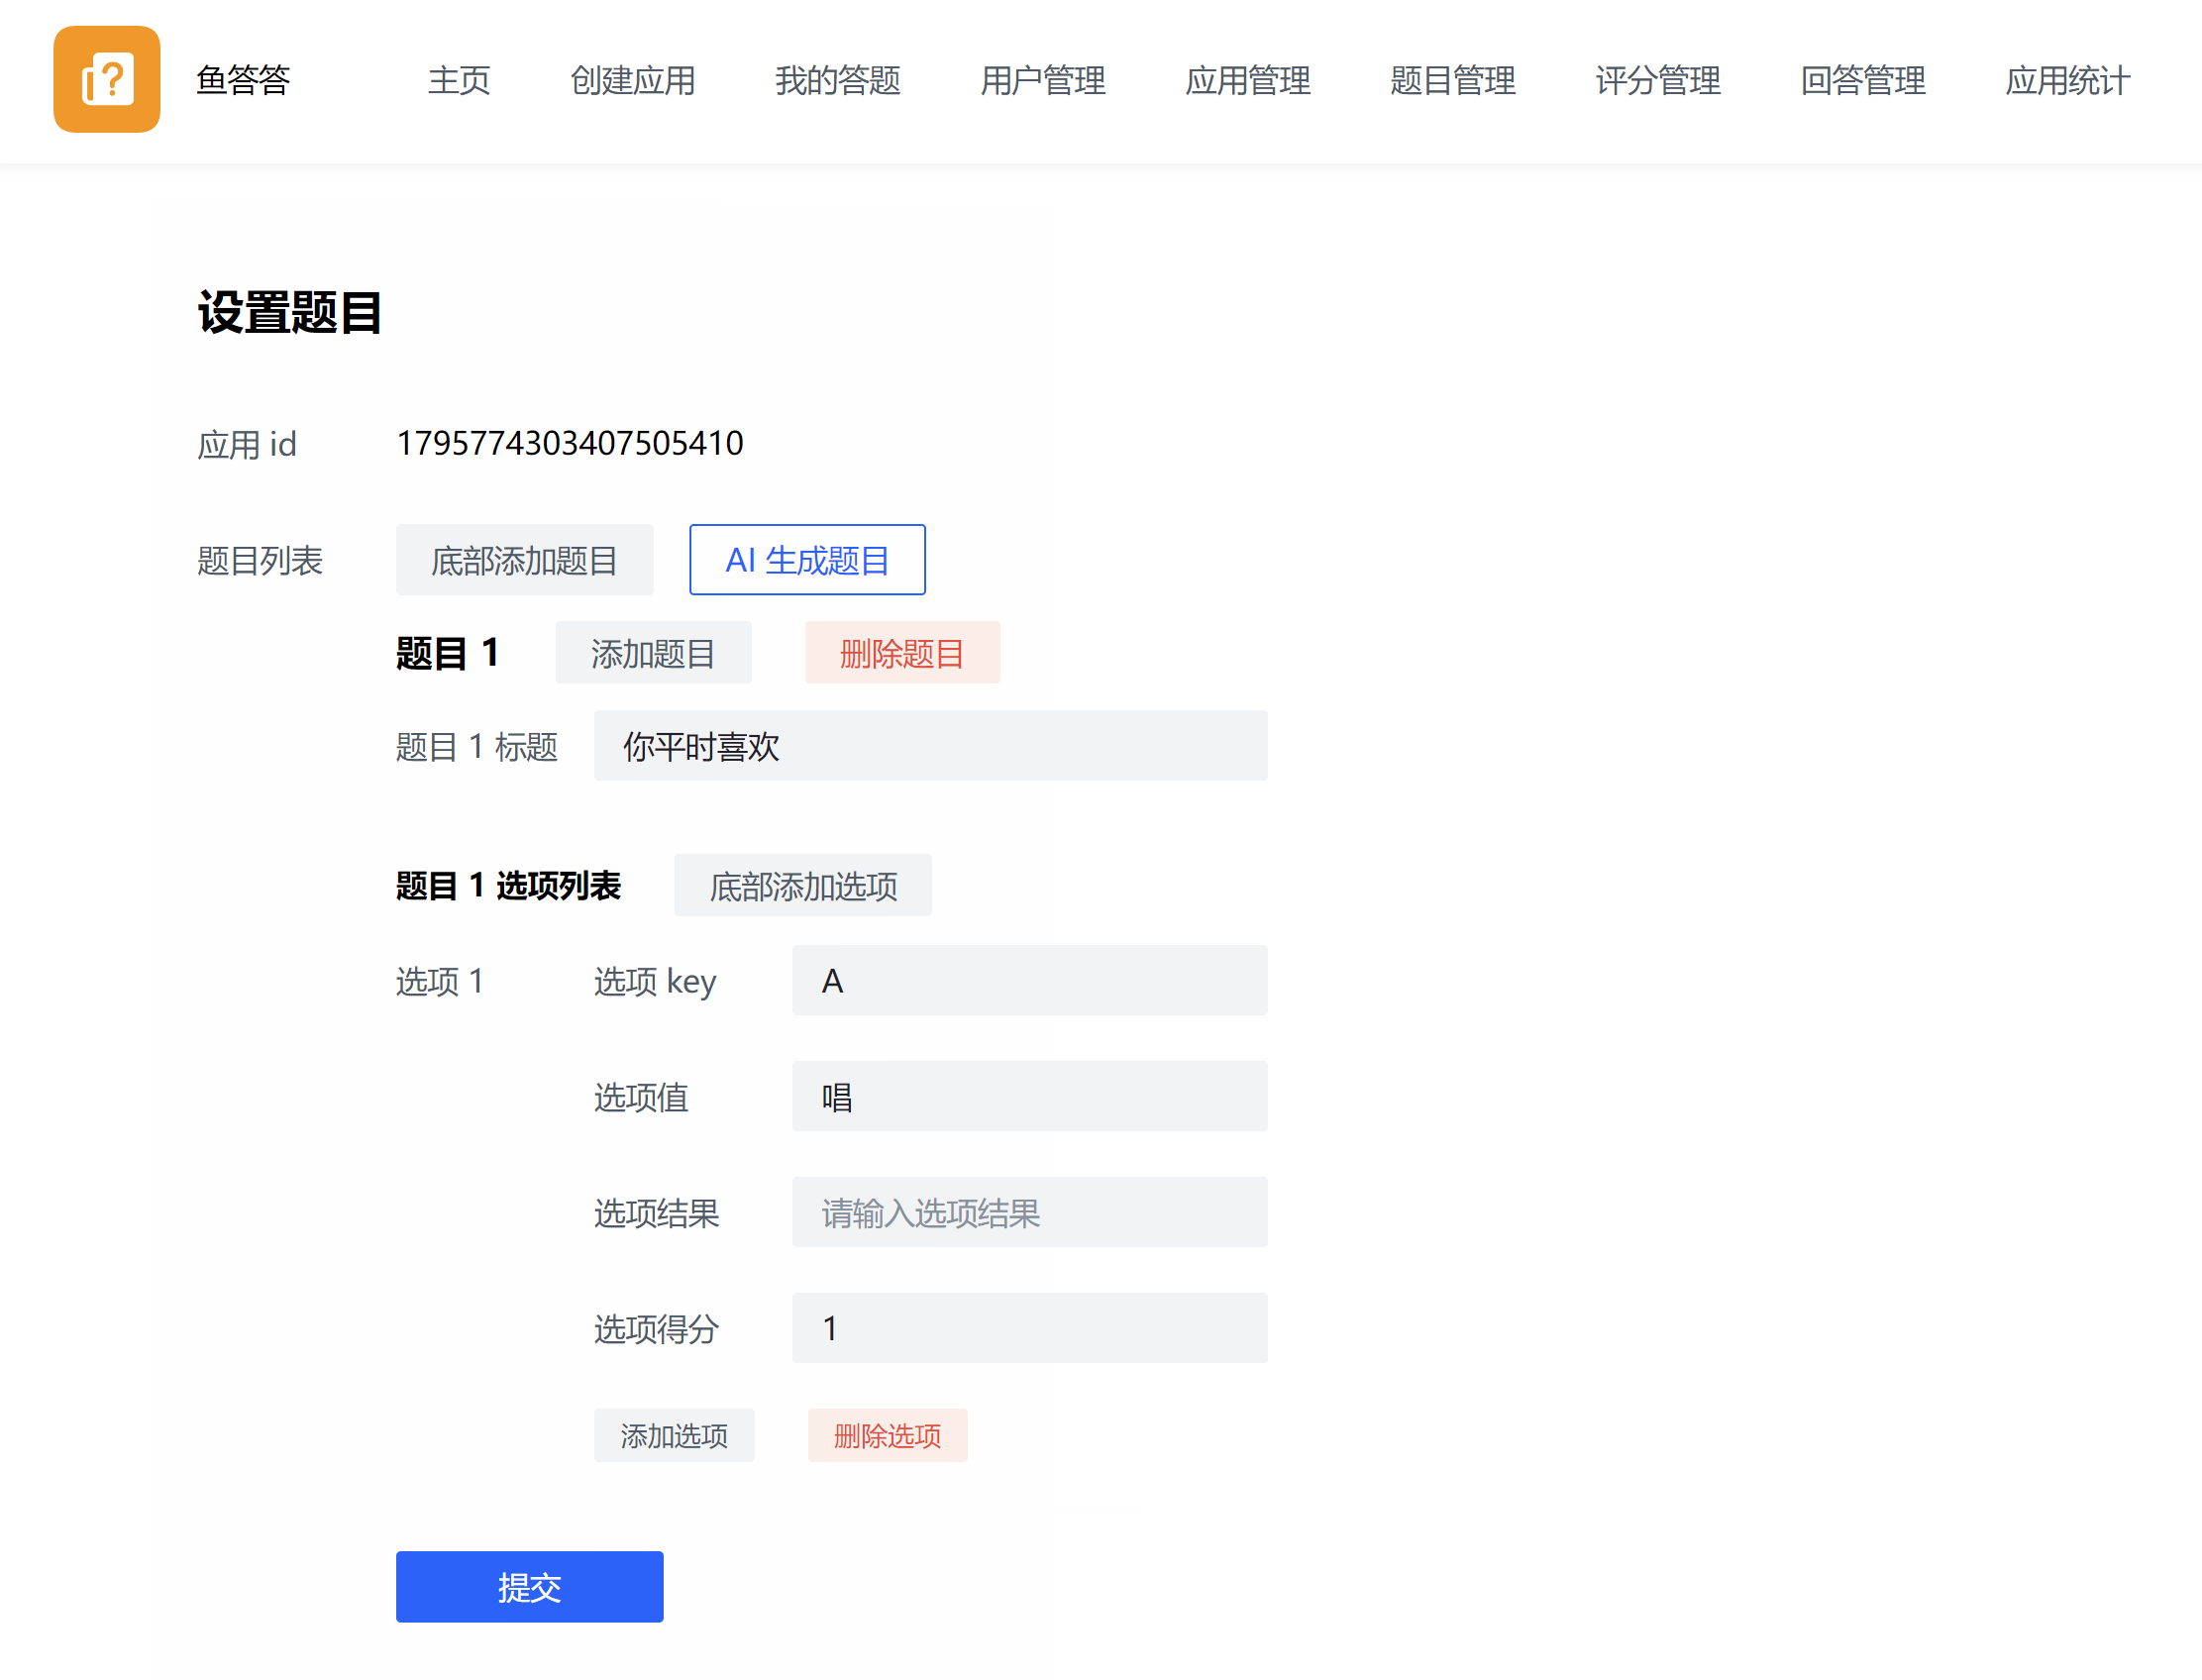 鱼答答 主页 创建应用 我的答题 用户管理 应用管理 题目管理 评分管理 回答管理 应用统计
设置题目
应用 id 1795774303407505410
题目列表 底部添加题目 AI 生成题目
题目 1 添加题目 删除题目
题目 1 标题 你平时喜欢
题目 1 选项列表 底部添加选项
选项 1 选项 key A
选项值 唱
选项结果 请输入选项结果
选项得分 1
添加选项 删除选项
提交